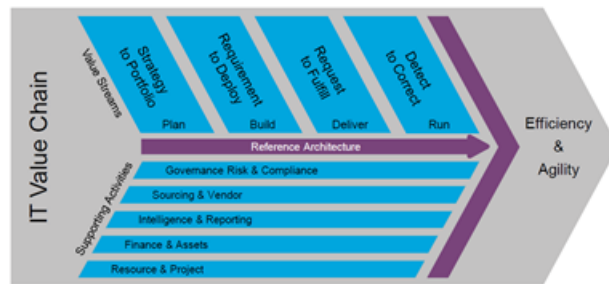 IT Value Chain
Value Streams
Strategy
to Portfolio
Plan
Requirement
to Deploy
Build
Request
to Fulfill
Deliver
Detect
to Correct
Run
Reference Architecture
Efficiency
&
Agility
Supporting Activities
Governance Risk & Compliance
Sourcing & Vendor
Intelligence & Reporting
Finance & Assets
Resource & Project